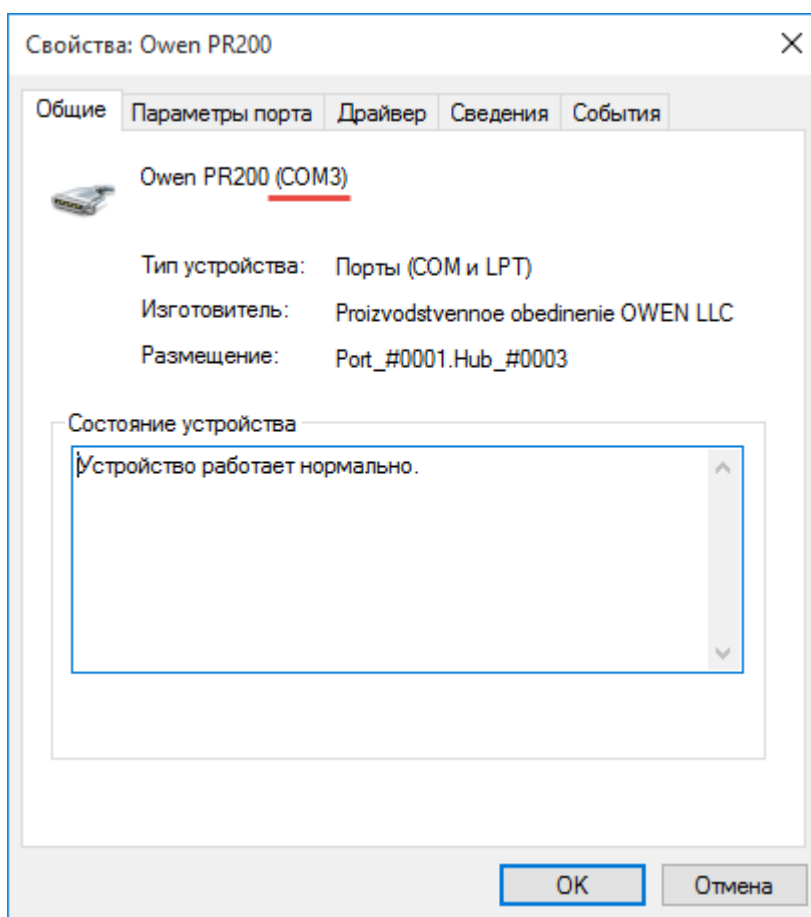 Свойства: Owen PR200
Общие Параметры порта Драйвер Сведения События
Owen PR200 (COM3)
Тип устройства: Порты (COM и LPT)
Изготовитель: Proizvodstvennoe obedinenie OWEN LLC
Размещение: Port_#0001.Hub_#0003
Состояние устройства
Устройство работает нормально.
OK Отмена